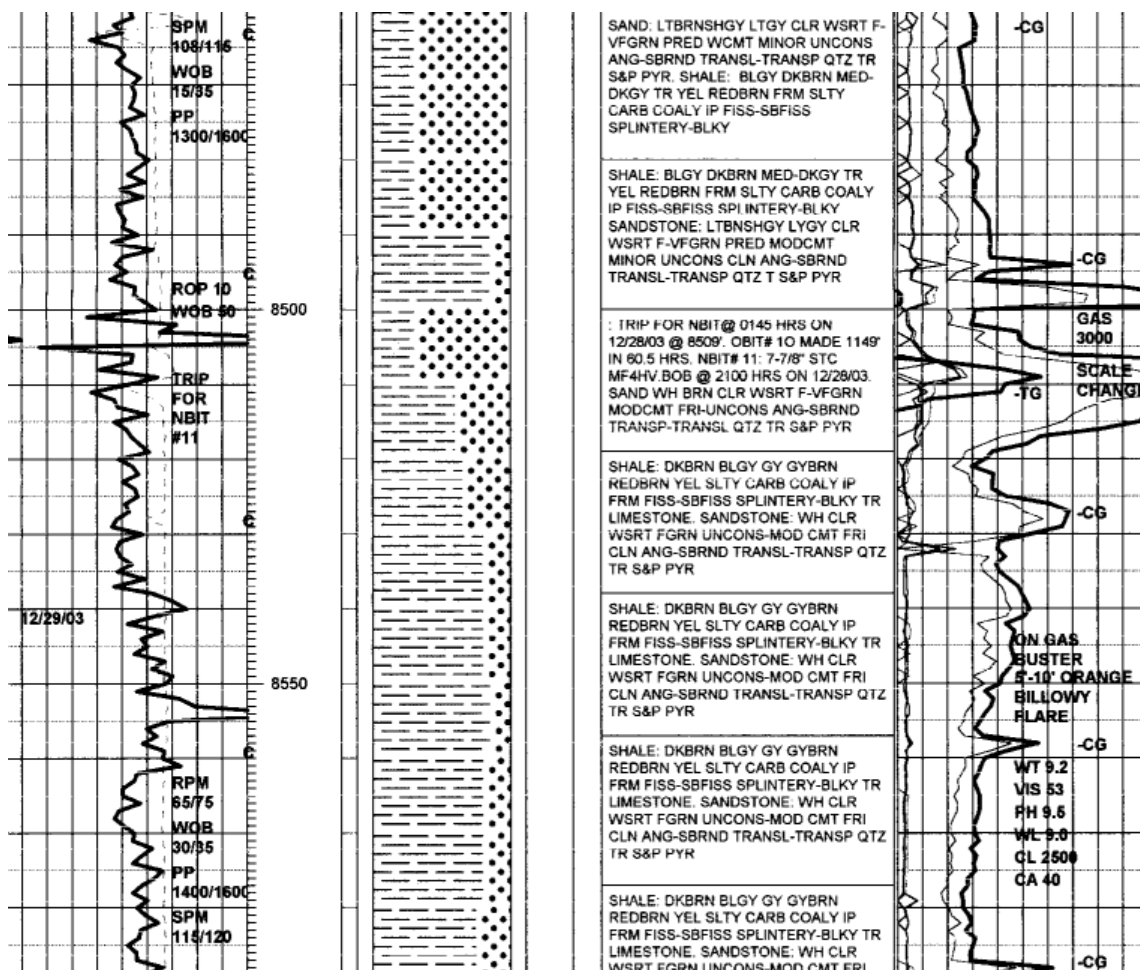 SPM
108/115
WOB
15/35
PP
1300/1600
C
C
ROP 10
WOB 50
TRIP
FOR
NBIT
#11
C
12/29/03
C
RPM
65/75
WOB
30/35
PP
1400/1600
SPM
115/120
8500
8550
SAND: LTBRNSHGY LTGY CLR WSRT F-
VFGRN PRED WCMT MINOR UNCONS
ANG-SBRND TRANSL-TRANSP QTZ TR
S&P PYR. SHALE: BLGY DKBRN MED-
DKGY TR YEL REDBRN FRM SLTY
CARB COALY IP FISS-SBFISS
SPLINTERY-BLKY
SHALE: BLGY DKBRN MED-DKGY TR
YEL REDBRN FRM SLTY CARB COALY
IP FISS-SBFISS SPLINTERY-BLKY
SANDSTONE: LTBNSHGY LYGY CLR
WSRT F-VFGRN PRED MODCMT
MINOR UNCONS CLN ANG-SBRND
TRANSL-TRANSP QTZ T S&P PYR
: TRIP FOR NBIT@ 0145 HRS ON
12/28/03 @ 8509'. OBIT# 1O MADE 1149'
IN 60.5 HRS. NBIT# 11: 7-7/8" STC
MF4HV.BOB @ 2100 HRS ON 12/28/03.
SAND WH BRN CLR WSRT F-VFGRN
MODCMT FRI-UNCONS ANG-SBRND
TRANSP-TRANSL QTZ TR S&P PYR
SHALE: DKBRN BLGY GY GYBRN
REDBRN YEL SLTY CARB COALY IP
FRM FISS-SBFISS SPLINTERY-BLKY TR
LIMESTONE. SANDSTONE: WH CLR
WSRT FGRN UNCONS-MOD CMT FRI
CLN ANG-SBRND TRANSL-TRANSP QTZ
TR S&P PYR
SHALE: DKBRN BLGY GY GYBRN
REDBRN YEL SLTY CARB COALY IP
FRM FISS-SBFISS SPLINTERY-BLKY TR
LIMESTONE. SANDSTONE: WH CLR
WSRT FGRN UNCONS-MOD CMT FRI
CLN ANG-SBRND TRANSL-TRANSP QTZ
TR S&P PYR
SHALE: DKBRN BLGY GY GYBRN
REDBRN YEL SLTY CARB COALY IP
FRM FISS-SBFISS SPLINTERY-BLKY TR
LIMESTONE. SANDSTONE: WH CLR
WSRT FGRN UNCONS-MOD CMT FRI
CLN ANG-SBRND TRANSL-TRANSP QTZ
TR S&P PYR
SHALE: DKBRN BLGY GY GYBRN
REDBRN YEL SLTY CARB COALY IP
FRM FISS-SBFISS SPLINTERY-BLKY TR
LIMESTONE. SANDSTONE: WH CLR
WSRT FGRN UNCONS-MOD CMT FRI
-CG
-CG
GAS
3000
SCALE
-TG CHANGE
-CG
ON GAS
BUSTER
5'-10' ORANGE
BILLOWY
FLARE
-CG
WT 9.2
VIS 53
PH 9.5
WL 9.0
CL 2500
CA 40
-CG